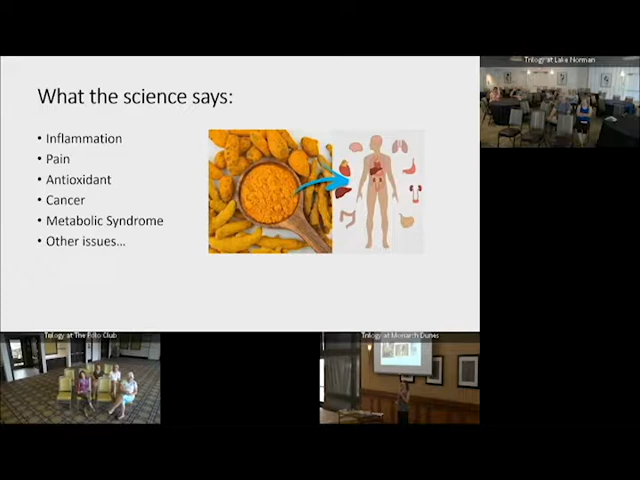 Trilogy at Lake Norman
What the science says:
• Inflammation
• Pain
• Antioxidant
• Cancer
• Metabolic Syndrome
• Other issues...
Trilogy at The Polo Club
Trilogy at Monarch Dunes